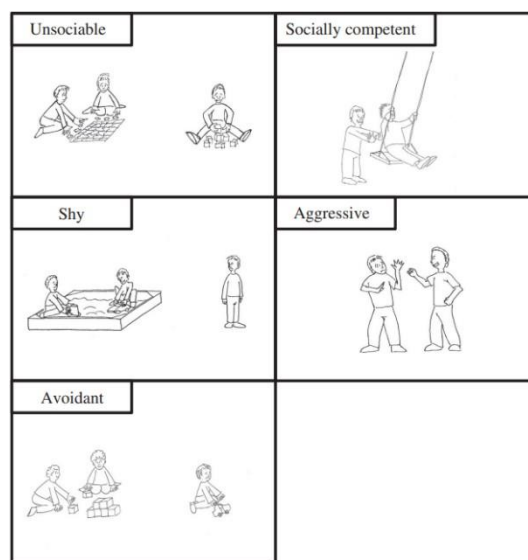 Unsociable
Socially competent
Shy
Aggressive
Avoidant